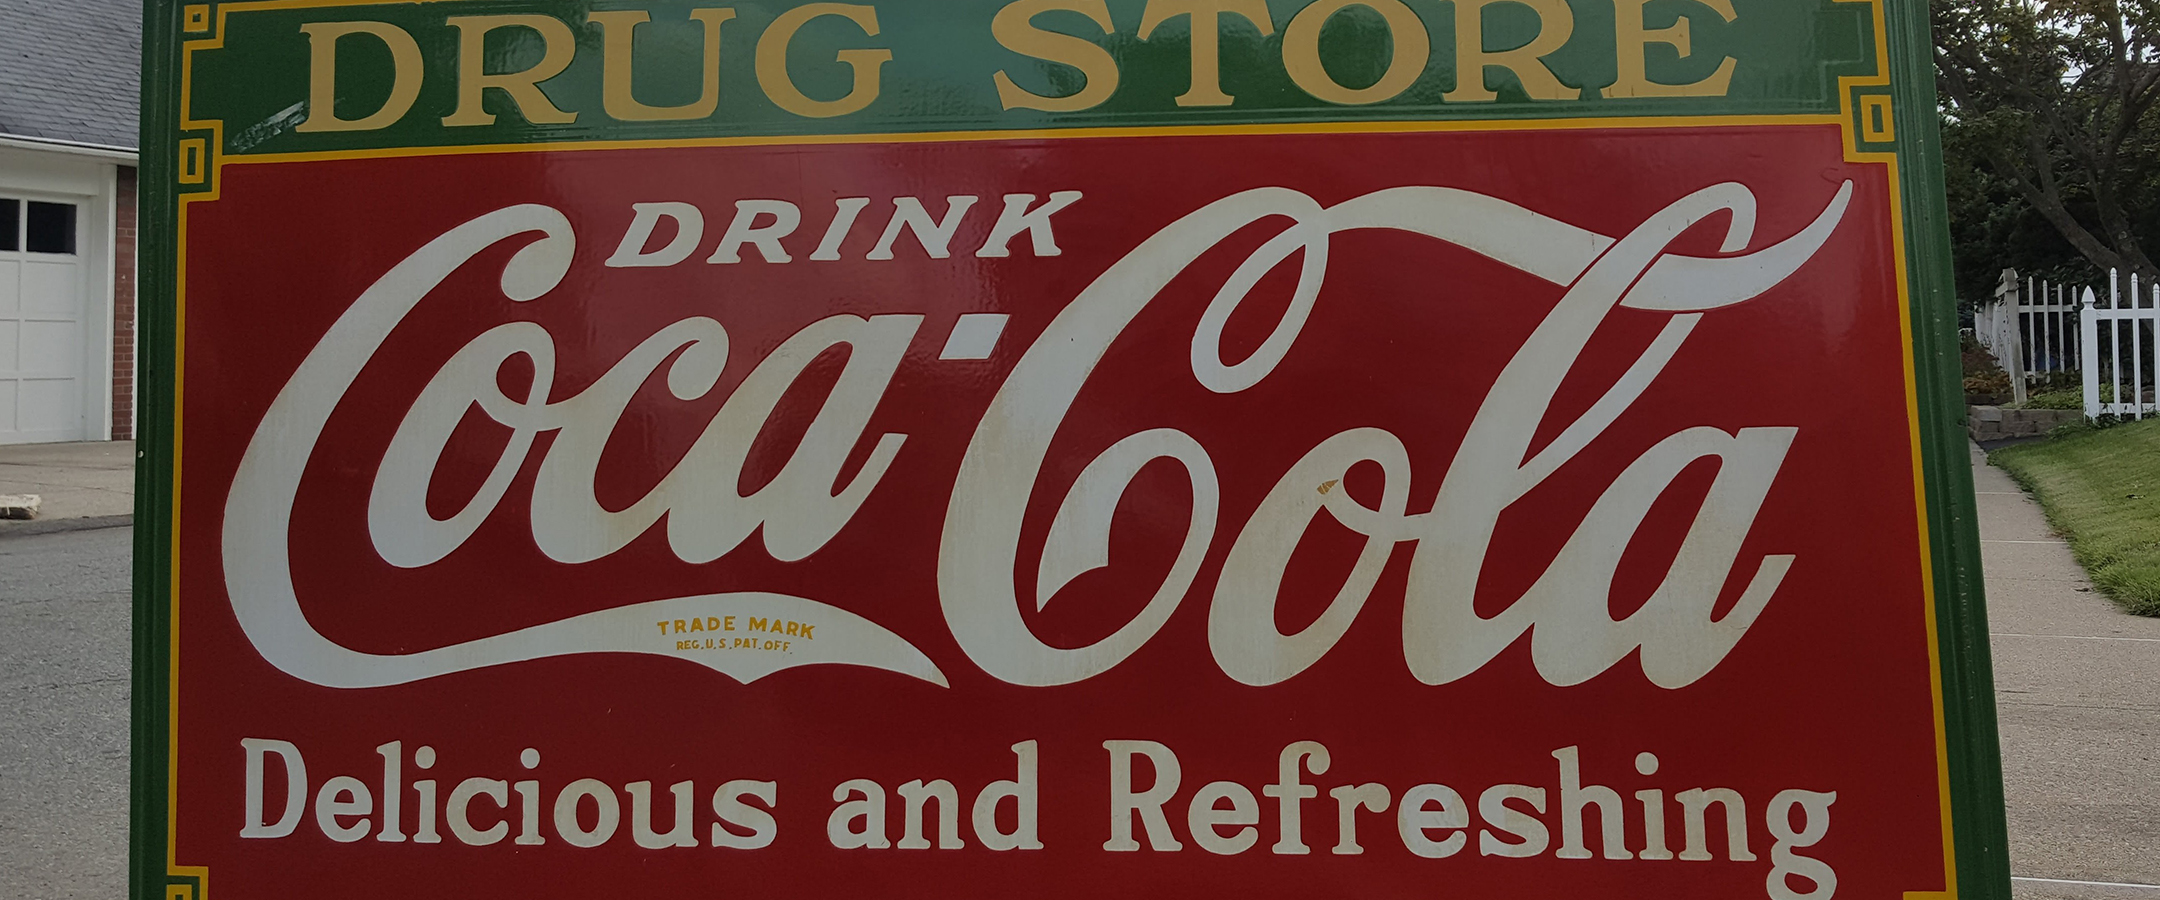 DRUG STORE
DRINK
Coca-Cola
TRADE MARK
REG. U.S. PAT. OFF.
Delicious and Refreshing